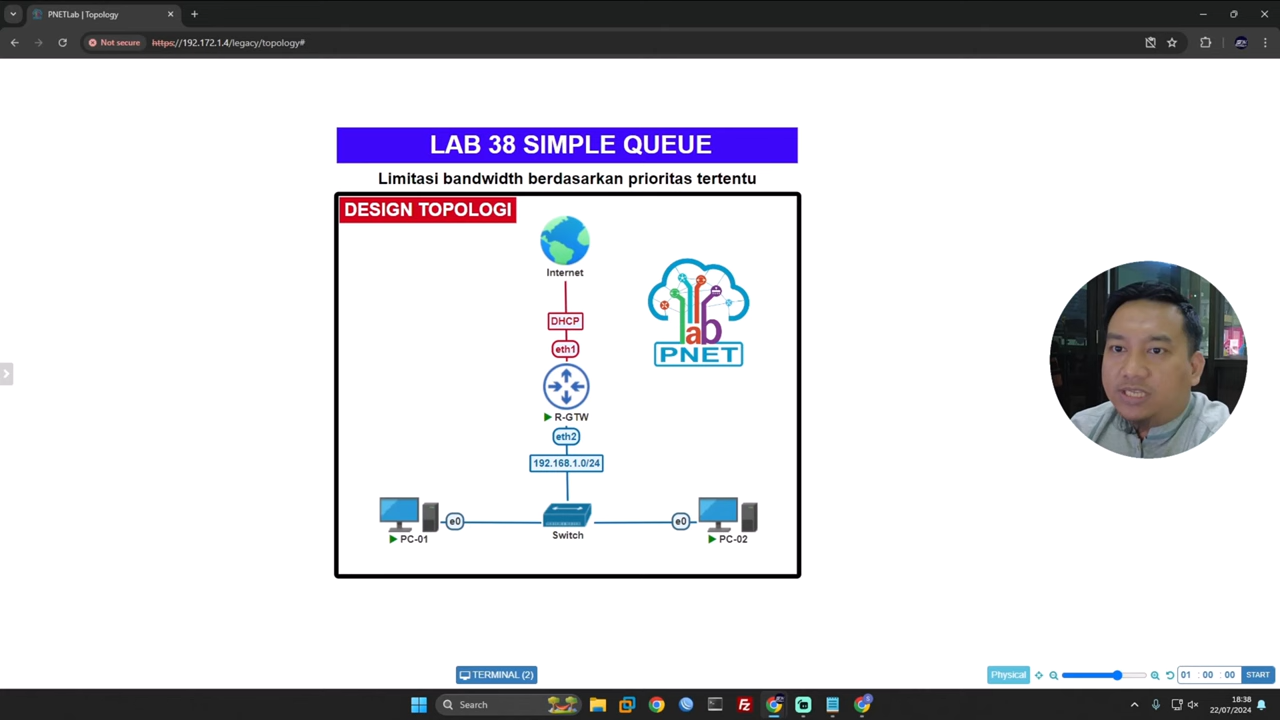 PNETLab | Topology
Not secure
https://192.172.1.4/legacy/topology#
LAB 38 SIMPLE QUEUE
Limitasi bandwidth berdasarkan prioritas tertentu
DESIGN TOPOLOGI
Internet
DHCP
lab
PNET
eth1
R-GTW
eth2
192.168.1.0/24
e0
e0
PC-01
Switch
PC-02
TERMINAL (2)
Physical
01 : 00 : 00
START
Search
18:38
22/07/2024